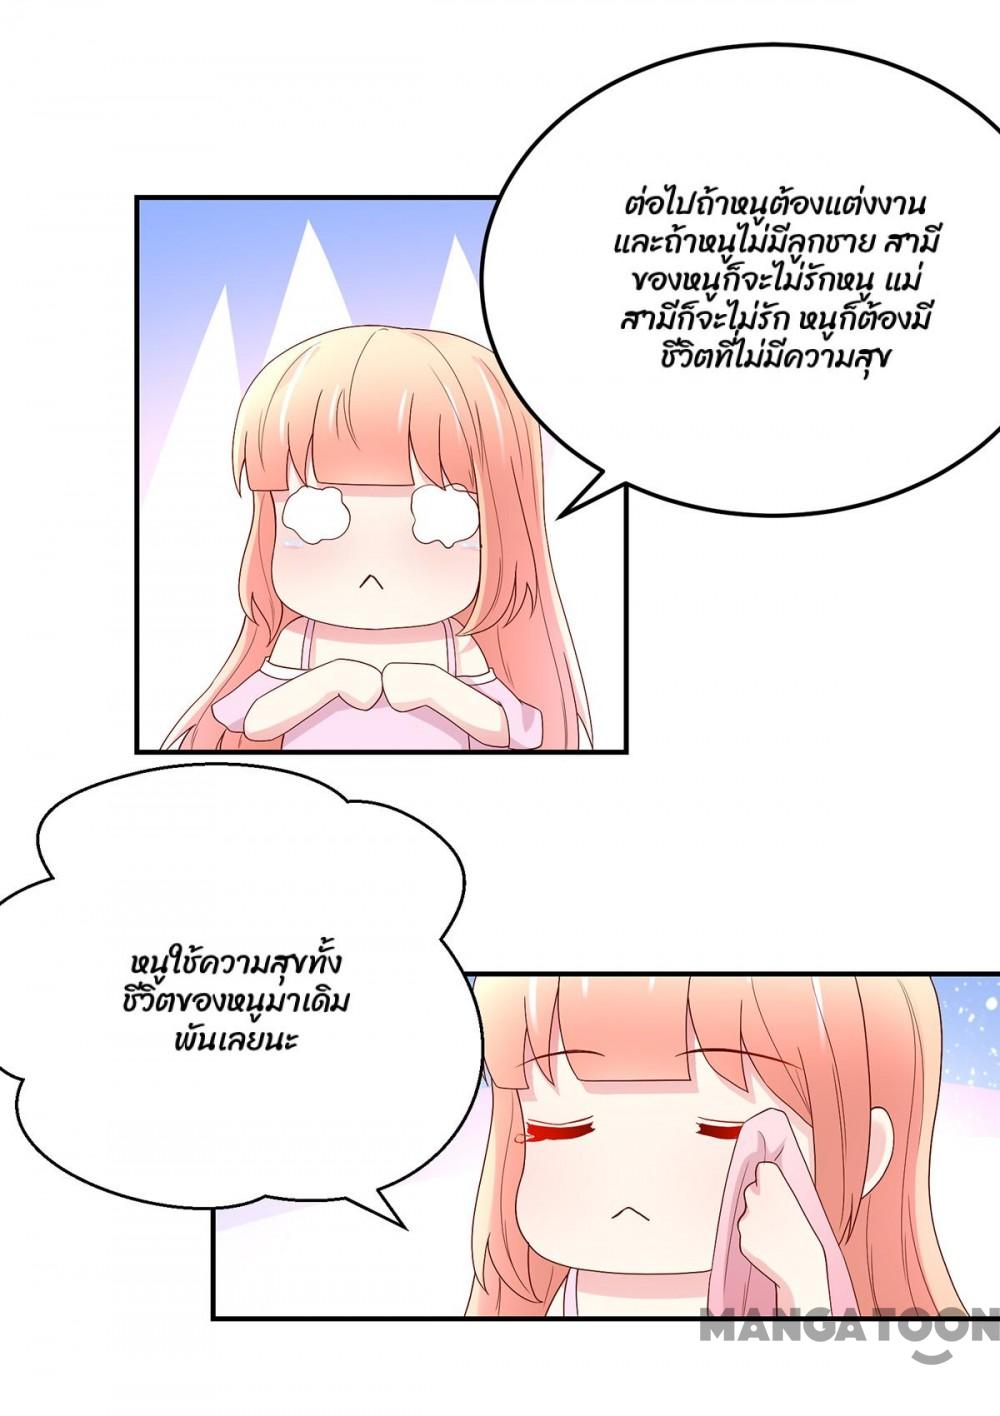 ต่อไปถ้าหนูต้องแต่งงาน
และถ้าหนูไม่มีลูกชาย สามี
ของหนูก็จะไม่รักหนู แม่
สามีก็จะไม่รัก หนูก็ต้องมี
ชีวิตที่ไม่มีความสุข
หนูใช้ความสุขทั้ง
ชีวิตของหนูมาเดิม
พันเลยนะ
MANGATOON